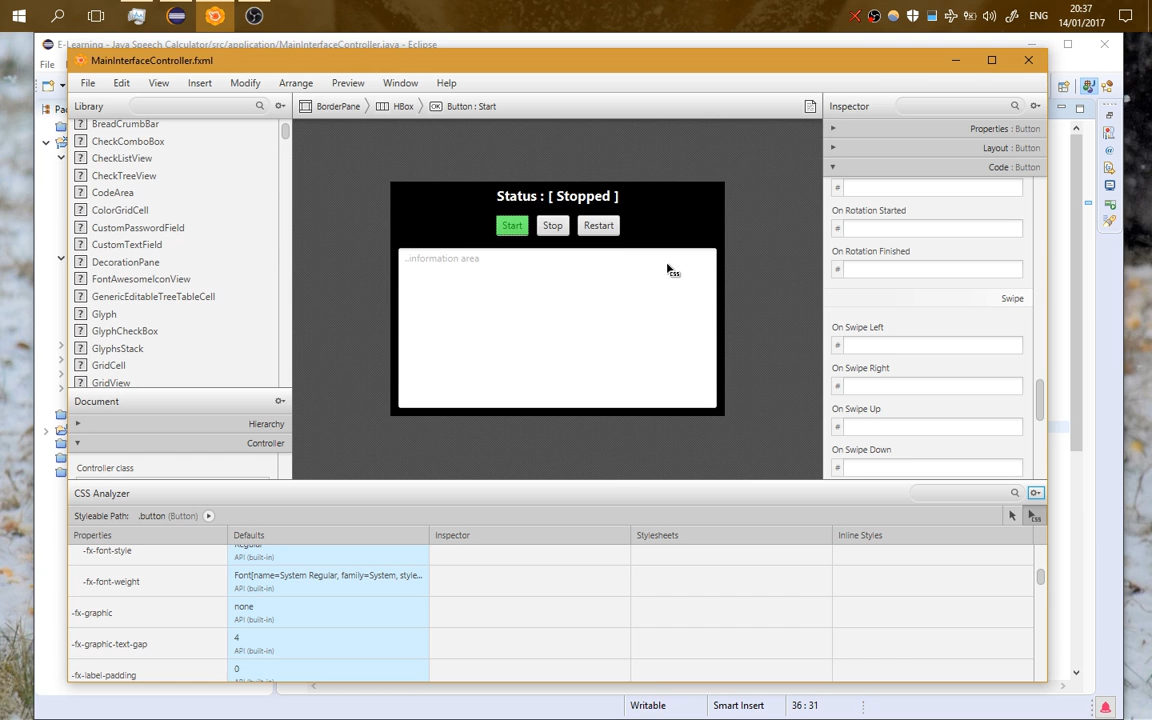 20:37
ENG
14/01/2017
E-Learning - Java Speech Calculator/src/application/MainInterfaceController.java - Eclipse
File
MainInterfaceController.fxml
File Edit View Insert Modify Arrange Preview Window Help
Library
BorderPane HBox OK Button : Start
Inspector
? BreadCrumbBar
? CheckComboBox
? CheckListView
? CheckTreeView
? CodeArea
? ColorGridCell
? CustomPasswordField
? CustomTextField
? DecorationPane
? FontAwesomeIconView
? GenericEditableTreeTableCell
? Glyph
? GlyphCheckBox
? GlyphsStack
? GridCell
? GridView
Document
Hierarchy
Controller
Controller class
Status : [ Stopped ]
Start Stop Restart
..information area
css
Properties : Button
Layout : Button
Code : Button
#
On Rotation Started
#
On Rotation Finished
#
Swipe
On Swipe Left
#
On Swipe Right
#
On Swipe Up
#
On Swipe Down
#
CSS Analyzer
Styleable Path: .button (Button)
css
Properties Defaults Inspector Stylesheets Inline Styles
-fx-font-style Regular
API (built-in)
-fx-font-weight Font[name=System Regular, family=System, style...
API (built-in)
-fx-graphic none
API (built-in)
-fx-graphic-text-gap 4
API (built-in)
-fx-label-padding 0
API (built-in)
Writable Smart Insert 36 : 31